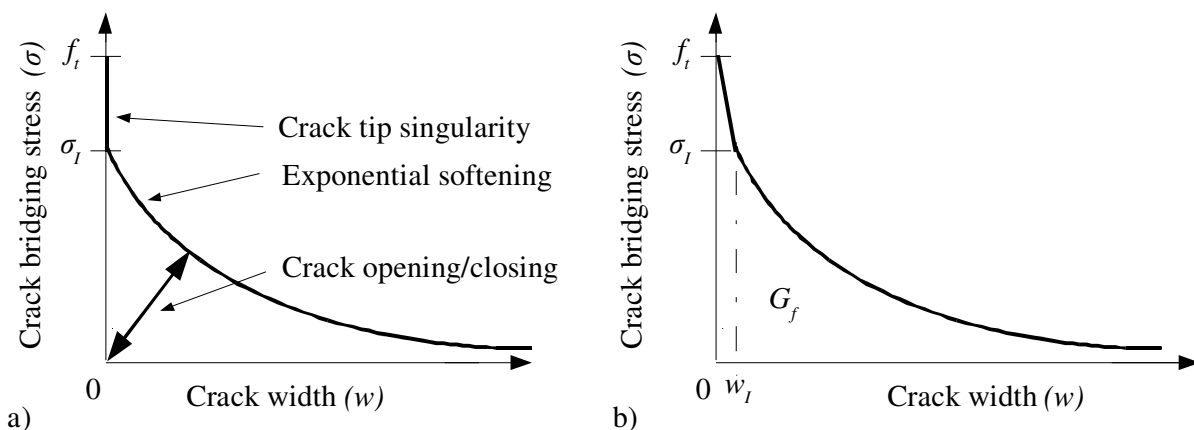 Crack bridging stress (σ)
f_t
σ_I
Crack tip singularity
Exponential softening
Crack opening/closing
0
Crack width (w)
a)
Crack bridging stress (σ)
f_t
σ_I
G_f
0
w_I
Crack width (w)
b)